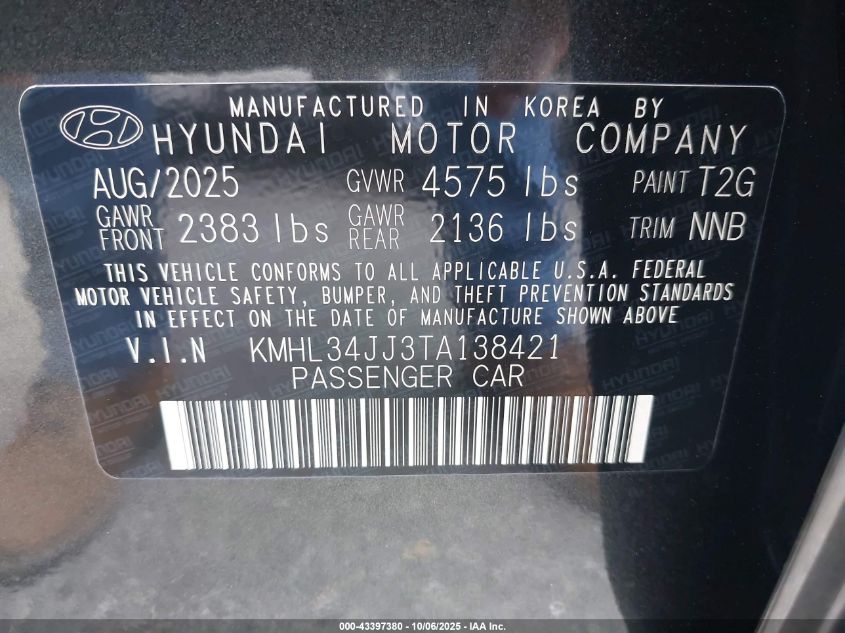 MANUFACTURED IN KOREA BY
HYUNDAI MOTOR COMPANY
AUG/2025 GVWR 4575 lbs PAINT T2G
GAWR FRONT 2383 lbs GAWR REAR 2136 lbs TRIM NNB
THIS VEHICLE CONFORMS TO ALL APPLICABLE U.S.A. FEDERAL
MOTOR VEHICLE SAFETY, BUMPER, AND THEFT PREVENTION STANDARDS
IN EFFECT ON THE DATE OF MANUFACTURE SHOWN ABOVE.
V.I.N KMHL34JJ3TA138421
PASSENGER CAR
000-43397380 - 10/06/2025 - IAA Inc.